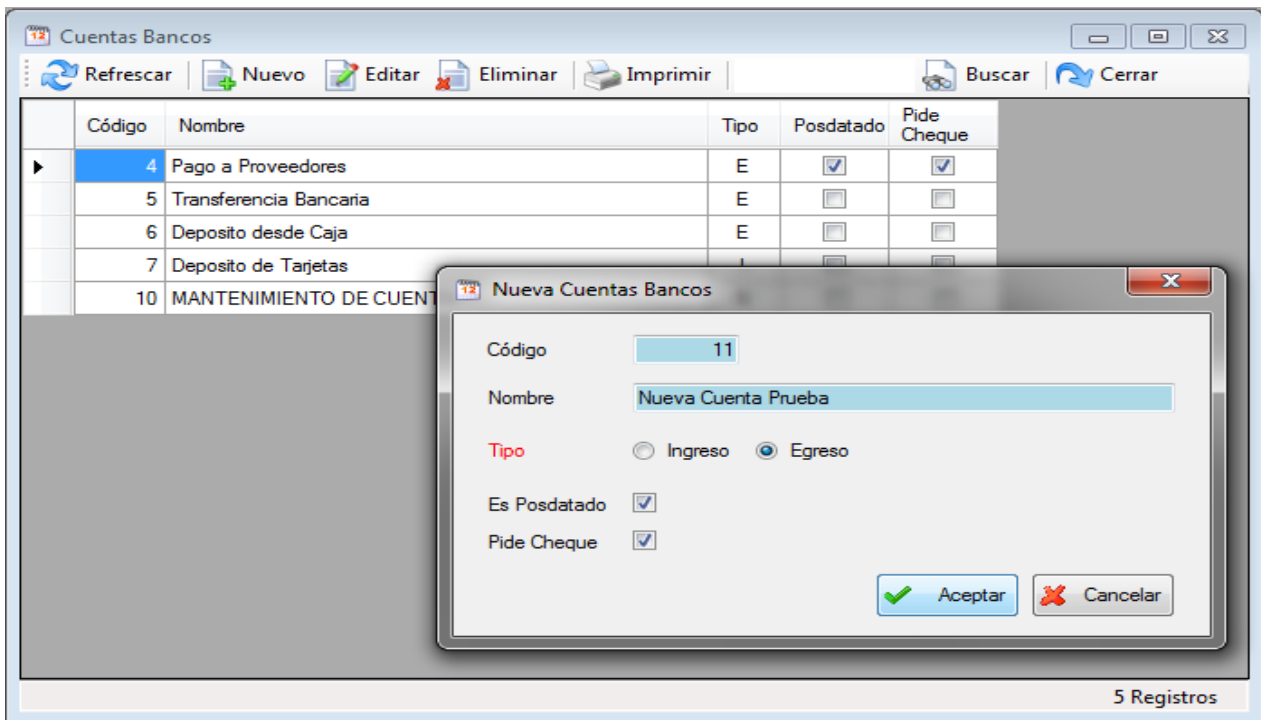 Cuentas Bancos
Refrescar Nuevo Editar Eliminar Imprimir Buscar Cerrar
Código Nombre Tipo Posdatado Pide Cheque
4 Pago a Proveedores E
5 Transferencia Bancaria E
6 Deposito desde Caja E
7 Deposito de Tarjetas
10 MANTENIMIENTO DE
Nueva Cuentas Bancos
Código 11
Nombre Nueva Cuenta Prueba
Tipo Ingreso Egreso
Es Posdatado
Pide Cheque
Aceptar Cancelar
5 Registros